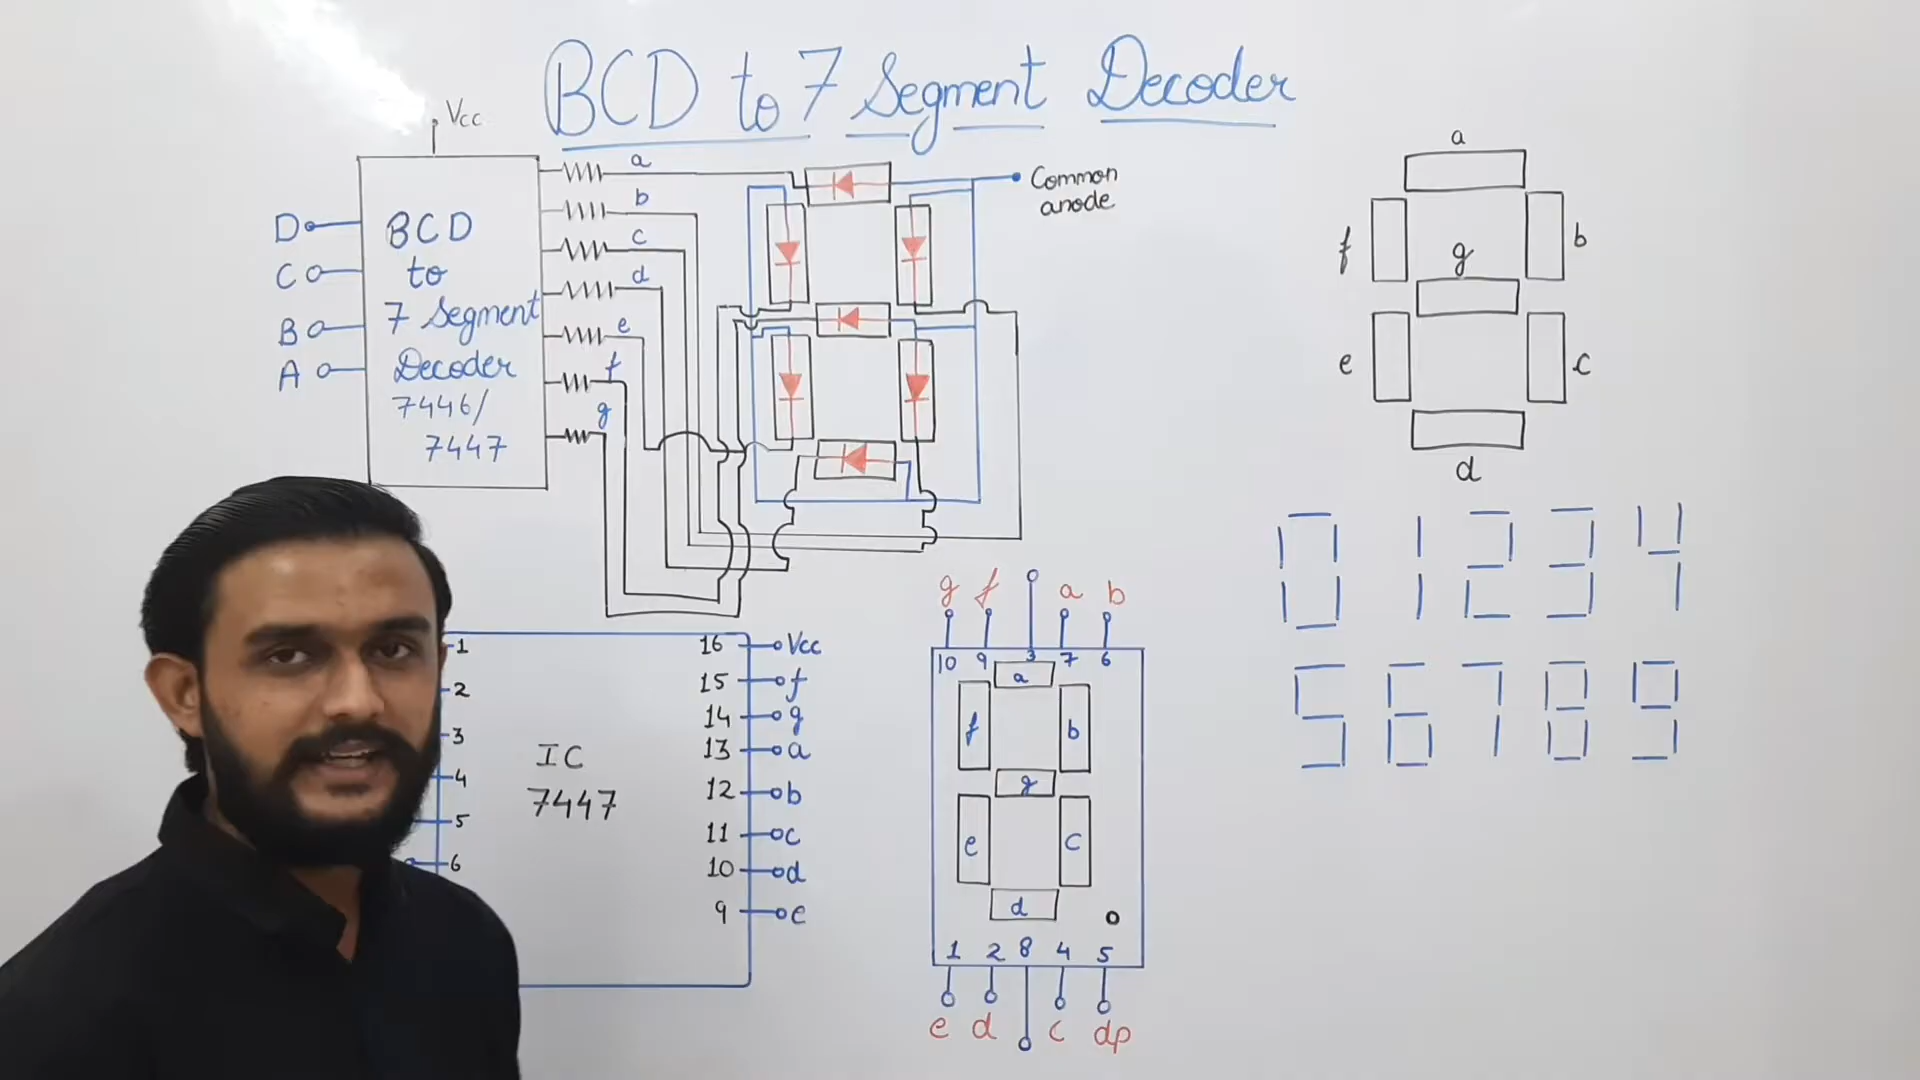 BCD to 7 Segment Decoder
Vcc
D
C
B
A
BCD
to
7 Segment
Decoder
7446/
7447
a
b
c
d
e
f
g
Common
anode
a
b
c
d
e
f
g
0 1 2 3 4
5 6 7 8 9
1
2
3
4
5
6
IC
7447
16 Vcc
15 f
14 g
13 a
12 b
11 c
10 d
9 e
g f a b
10 9 3 7 6
a
f b
g
e c
d
1 2 8 4 5
e d c dp